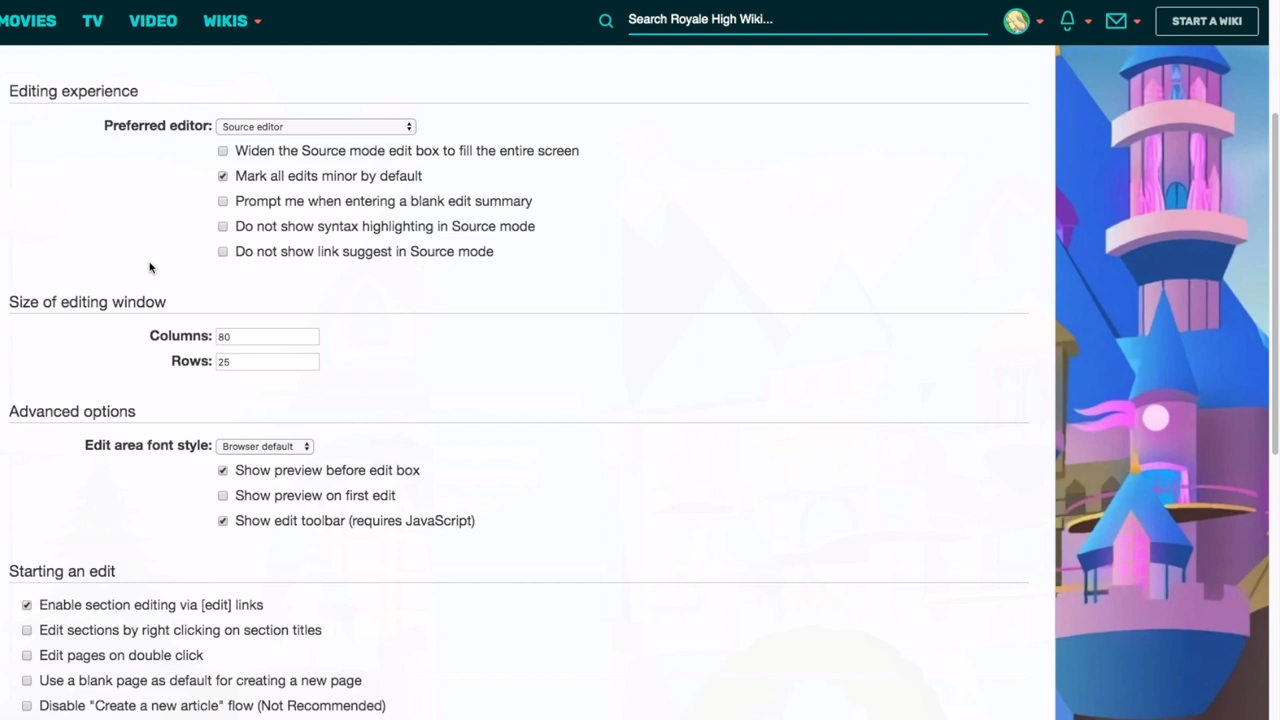 MOVIES TV VIDEO WIKIS Search Royale High Wiki... START A WIKI
Editing experience
Preferred editor: Source editor
Widen the Source mode edit box to fill the entire screen
Mark all edits minor by default
Prompt me when entering a blank edit summary
Do not show syntax highlighting in Source mode
Do not show link suggest in Source mode
Size of editing window
Columns: 80
Rows: 25
Advanced options
Edit area font style: Browser default
Show preview before edit box
Show preview on first edit
Show edit toolbar (requires JavaScript)
Starting an edit
Enable section editing via [edit] links
Edit sections by right clicking on section titles
Edit pages on double click
Use a blank page as default for creating a new page
Disable "Create a new article" flow (Not Recommended)